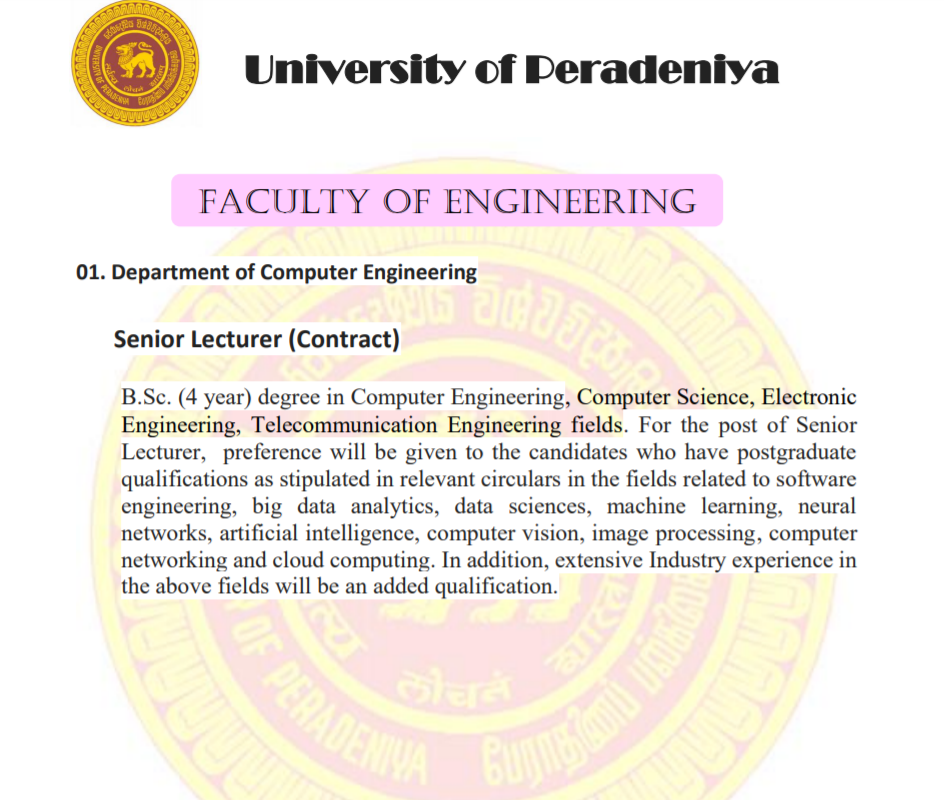 University of Peradeniya
FACULTY OF ENGINEERING
01. Department of Computer Engineering
Senior Lecturer (Contract)
B.Sc. (4 year) degree in Computer Engineering, Computer Science, Electronic
Engineering, Telecommunication Engineering fields. For the post of Senior
Lecturer, preference will be given to the candidates who have postgraduate
qualifications as stipulated in relevant circulars in the fields related to software
engineering, big data analytics, data sciences, machine learning, neural
networks, artificial intelligence, computer vision, image processing, computer
networking and cloud computing. In addition, extensive Industry experience in
the above fields will be an added qualification.
OF PERADENIYA